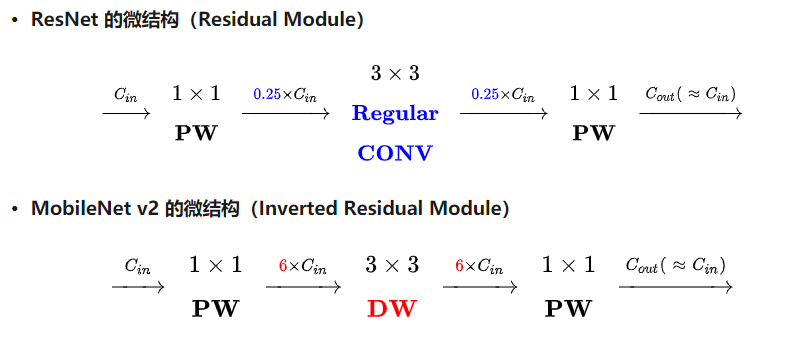 • ResNet 的微结构（Residual Module）
3 × 3
C_in 1 × 1 0.25×C_in Regular 0.25×C_in 1 × 1 C_out( ≈ C_in)
PW CONV PW
• MobileNet v2 的微结构（Inverted Residual Module）
C_in 1 × 1 6×C_in 3 × 3 6×C_in 1 × 1 C_out( ≈ C_in)
PW DW PW